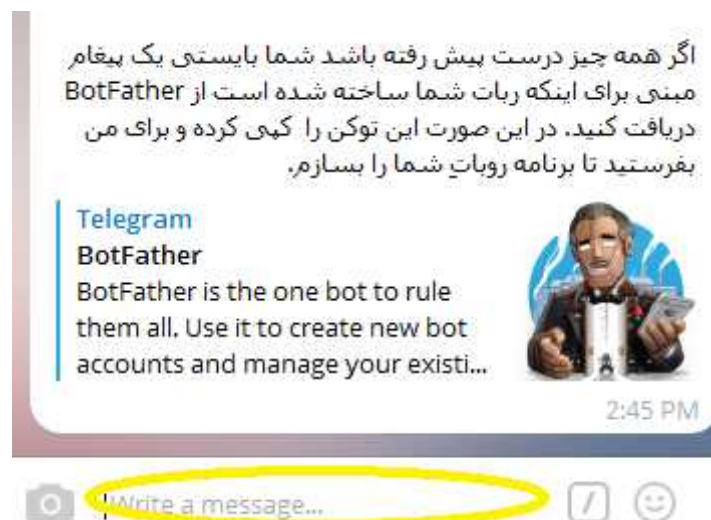 اگر همه چیز درست پیش رفته باشد شما بایستی یک پیغام
مبنی برای اینکه ربات شما ساخته شده است از BotFather
دریافت کنید. در این صورت این توکن را کپی کرده و برای من
بفرستید تا برنامه روباتِ شما را بسازم.
Telegram
BotFather
BotFather is the one bot to rule
them all. Use it to create new bot
accounts and manage your existi...
2:45 PM
Write a message...